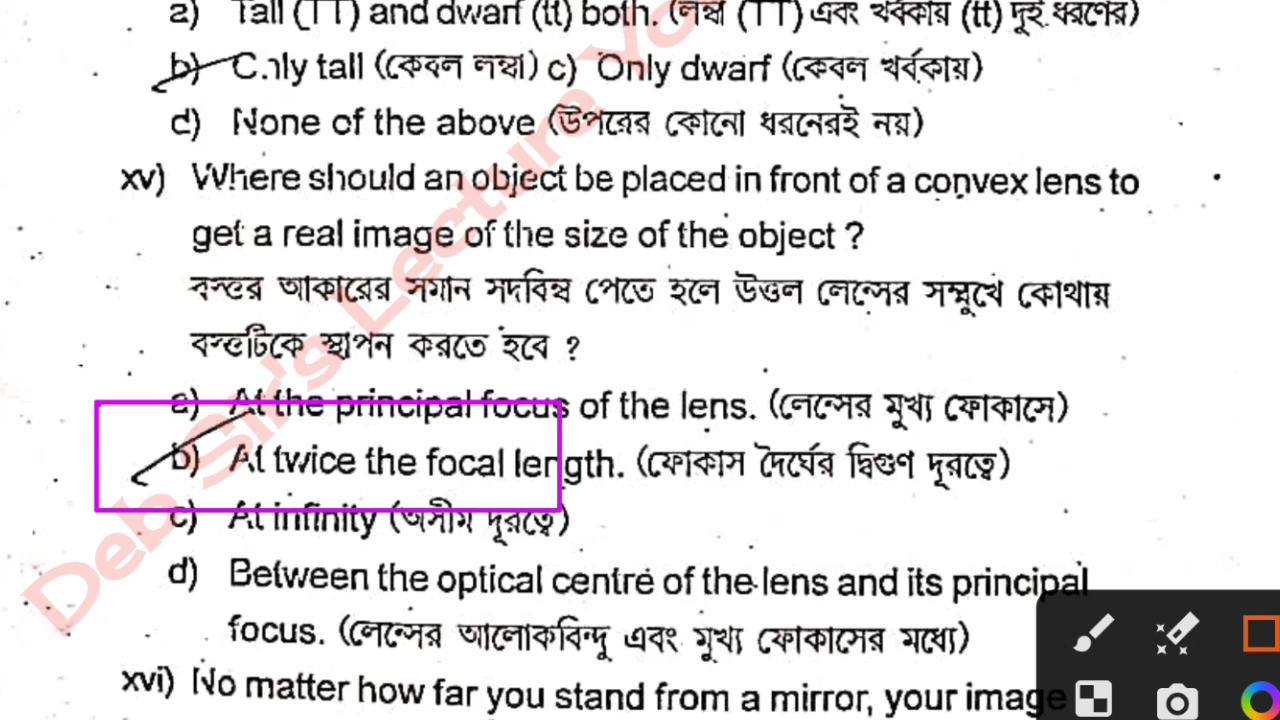 a) Tall (TT) and dwarf (tt) both. (লম্বা (TT) এবং খর্বকায় (tt) দুই ধরণের)
b) Only tall (কেবল লম্বা) c) Only dwarf (কেবল খর্বকায়)
d) None of the above (উপরের কোনো ধরনেরই নয়)
xv) Where should an object be placed in front of a convex lens to
get a real image of the size of the object ?
বস্তুর আকারের সমান সদবিম্ব পেতে হলে উত্তল লেন্সের সম্মুখে কোথায়
বস্তুটিকে স্থাপন করতে হবে ?
a) At the principal focus of the lens. (লেন্সের মুখ্য ফোকাসে)
b) At twice the focal length. (ফোকাস দৈর্ঘ্যের দ্বিগুণ দূরত্বে)
c) At infinity (অসীম দূরত্বে)
d) Between the optical centre of the lens and its principal
focus. (লেন্সের আলোকবিন্দু এবং মুখ্য ফোকাসের মধ্যে)
xvi) No matter how far you stand from a mirror, your image
Deb Sir's Lecture